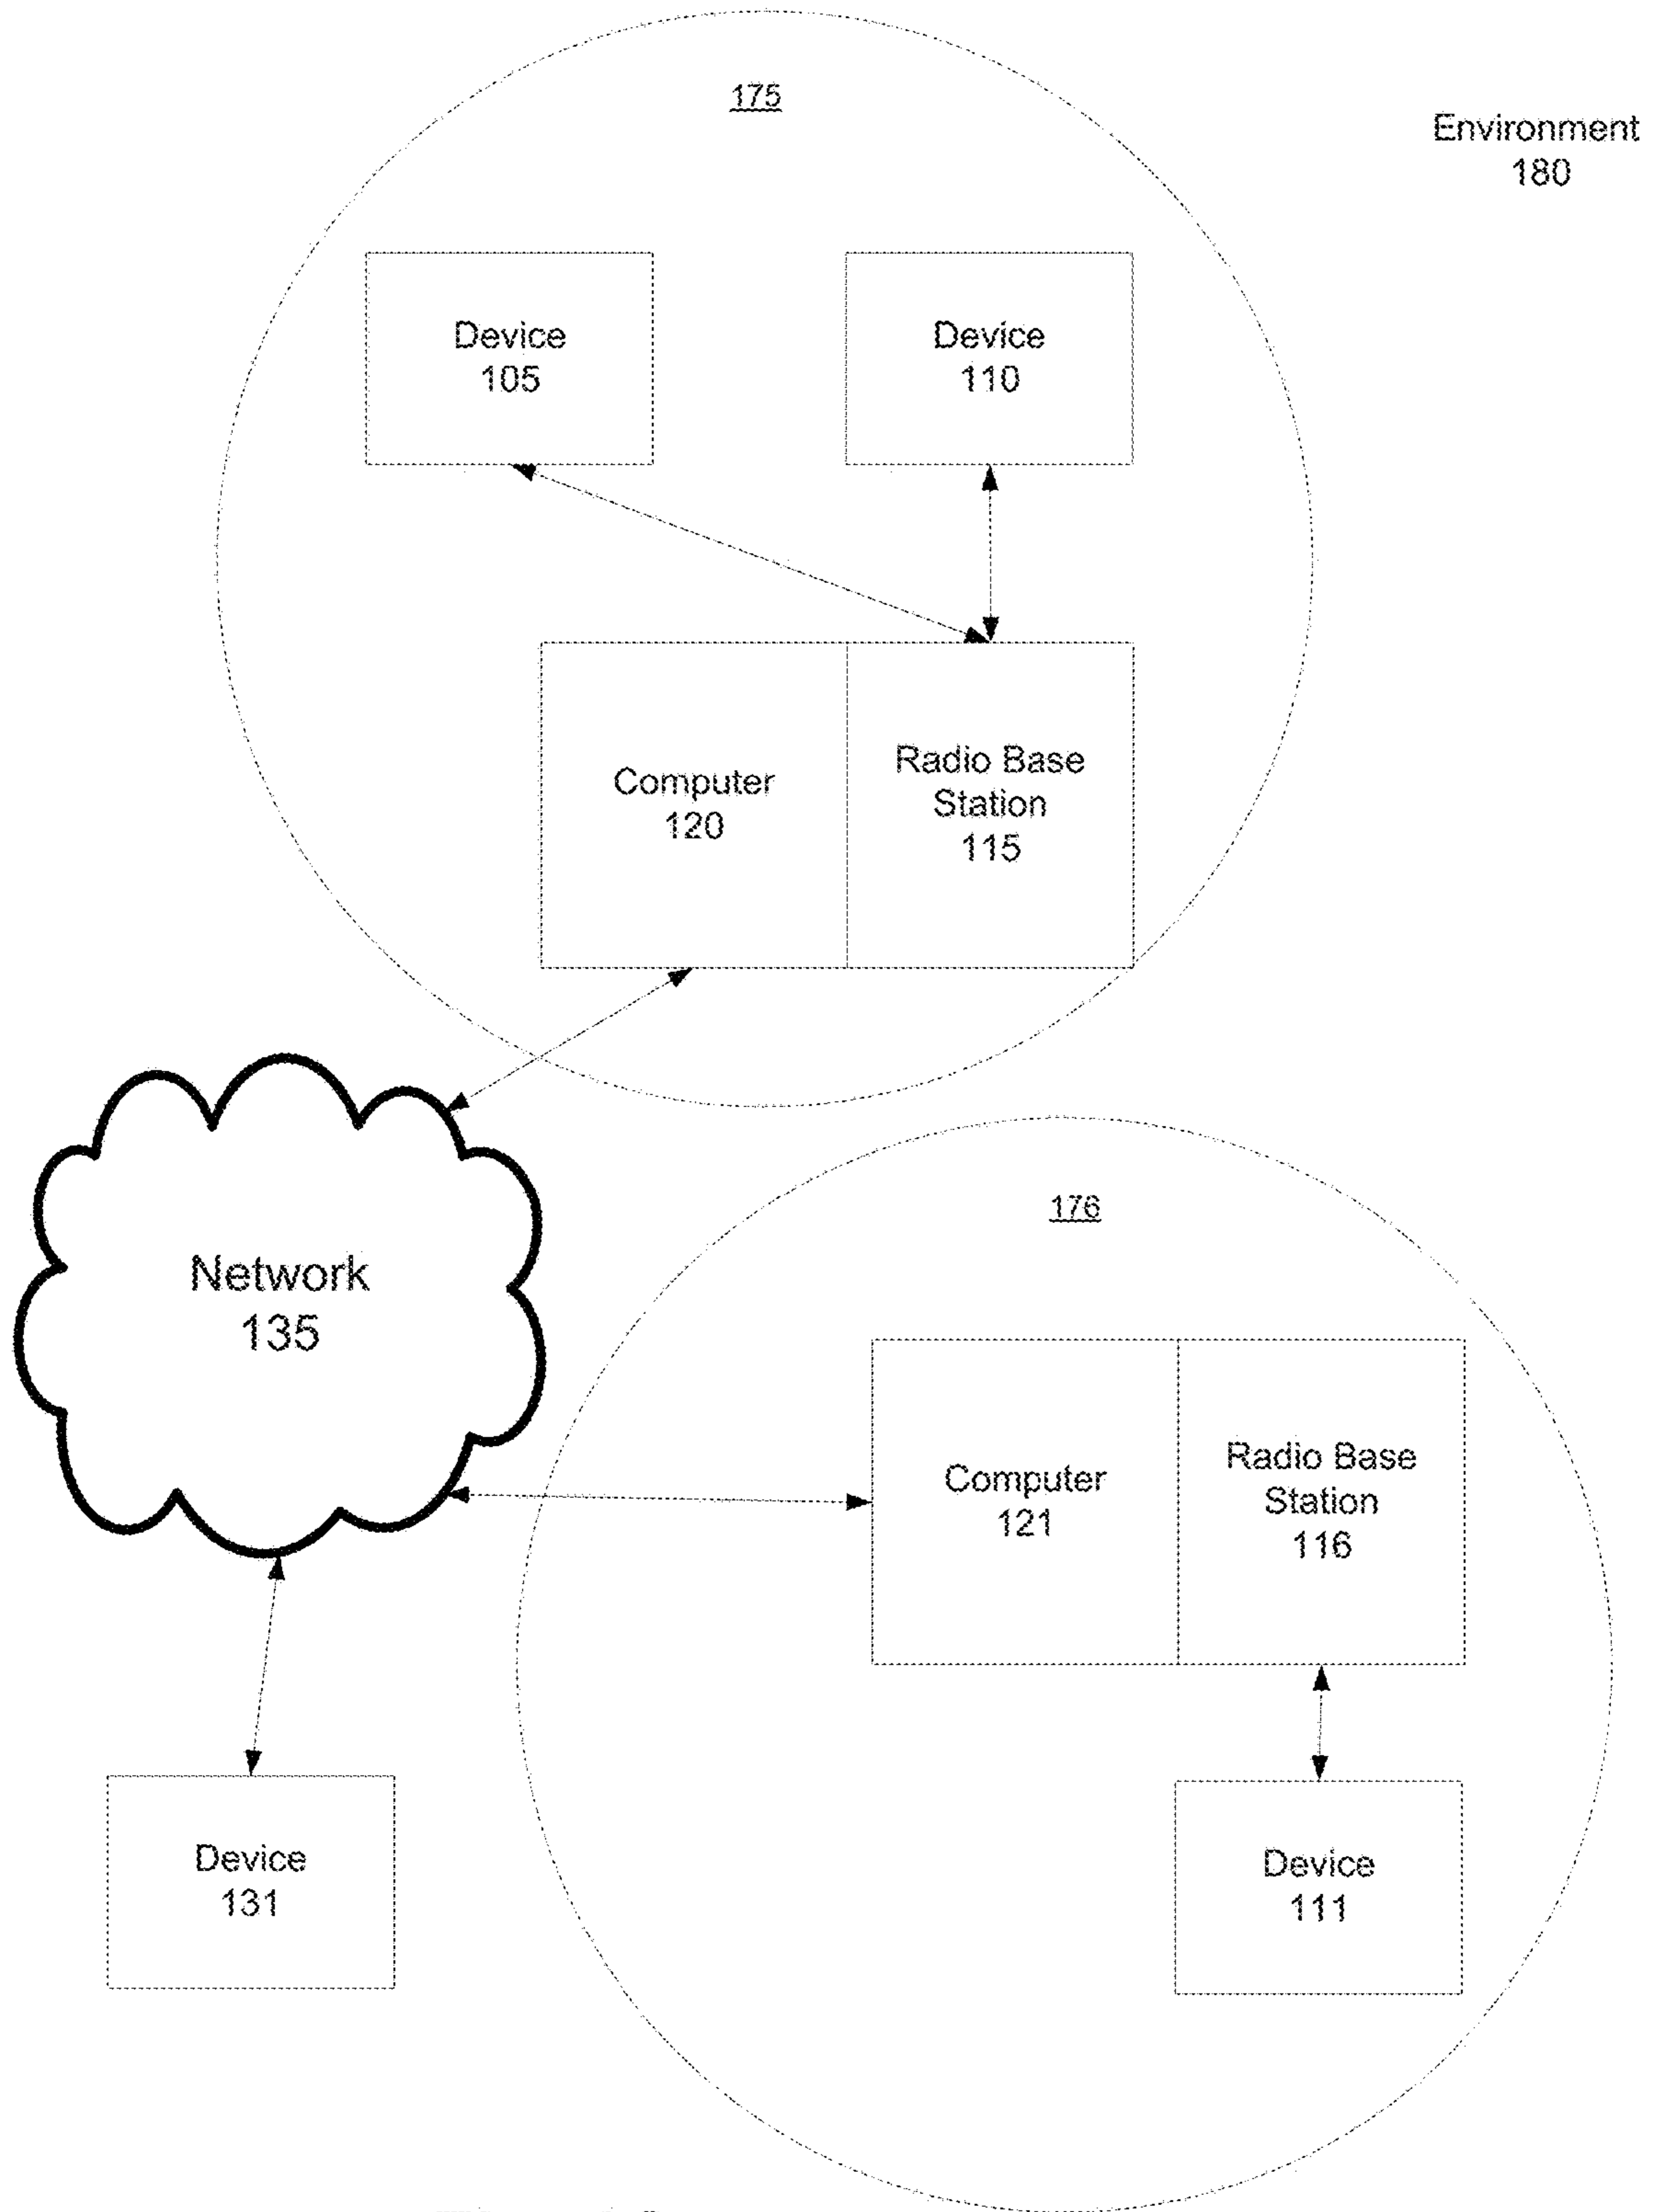 175
Environment
180
Device
105
Device
110
Computer
120
Radio Base
Station
115
176
Network
135
Computer
121
Radio Base
Station
116
Device
131
Device
111